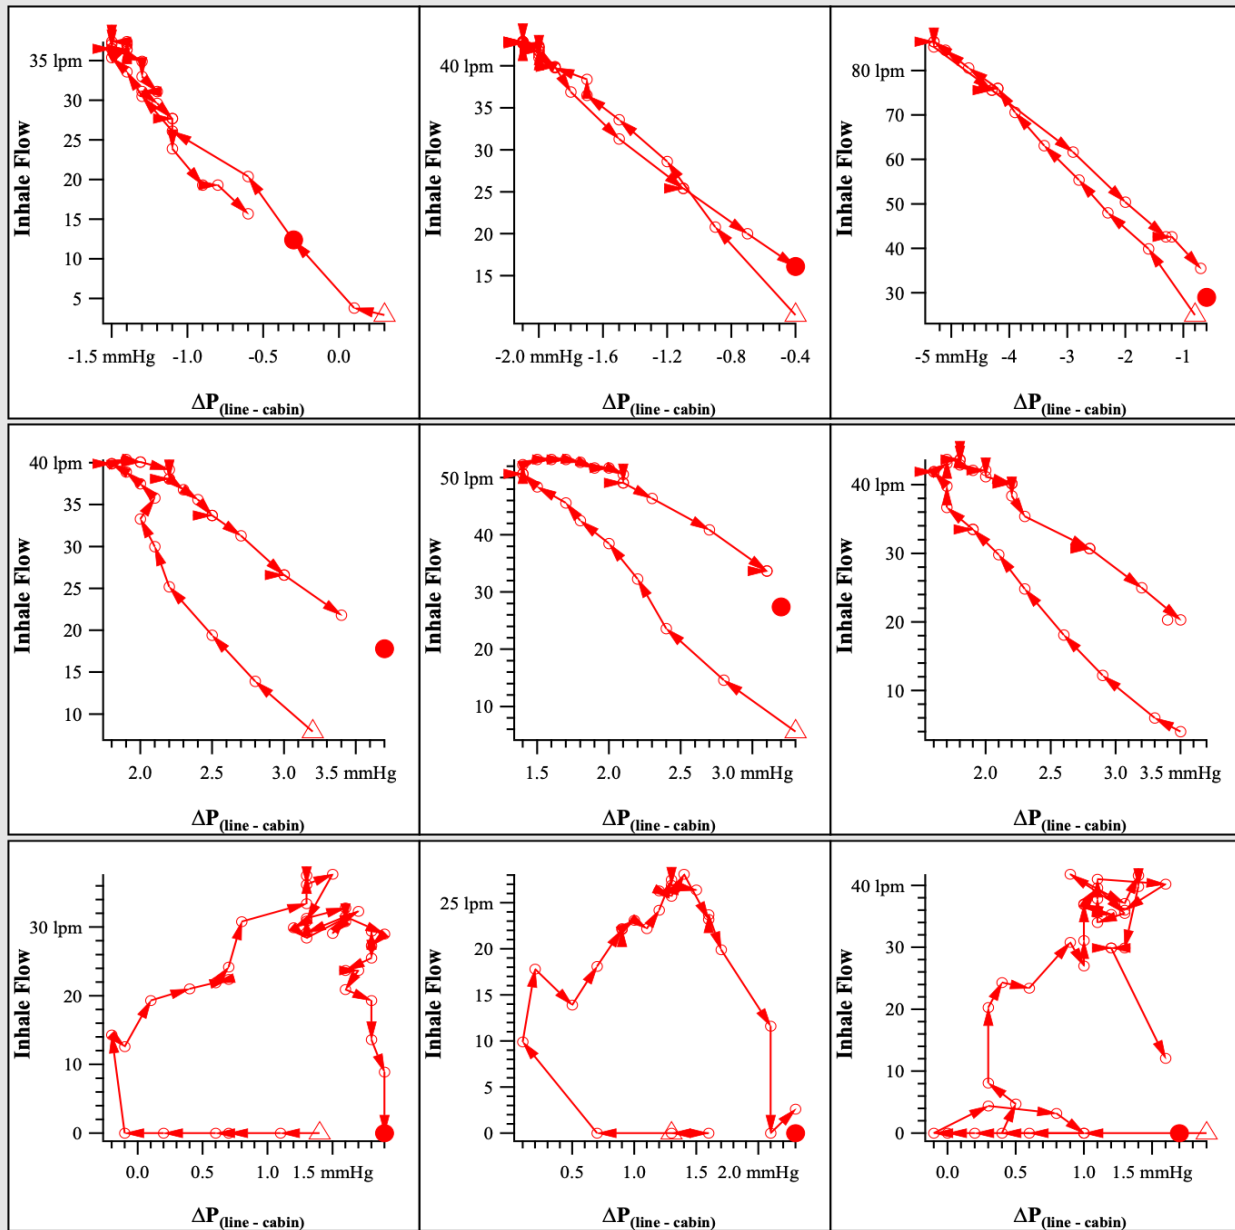 35 lpm
30
25
20
15
10
5
Inhale Flow
-1.5 mmHg -1.0 -0.5 0.0
ΔP(line - cabin)
40 lpm
35
30
25
20
15
Inhale Flow
-2.0 mmHg -1.6 -1.2 -0.8 -0.4
ΔP(line - cabin)
80 lpm
70
60
50
40
30
Inhale Flow
-5 mmHg -4 -3 -2 -1
ΔP(line - cabin)
40 lpm
35
30
25
20
15
10
Inhale Flow
2.0 2.5 3.0 3.5 mmHg
ΔP(line - cabin)
50 lpm
40
30
20
10
Inhale Flow
1.5 2.0 2.5 3.0 mmHg
ΔP(line - cabin)
40 lpm
30
20
10
Inhale Flow
2.0 2.5 3.0 3.5 mmHg
ΔP(line - cabin)
30 lpm
20
10
0
Inhale Flow
0.0 0.5 1.0 1.5 mmHg
ΔP(line - cabin)
25 lpm
20
15
10
5
0
Inhale Flow
0.5 1.0 1.5 2.0 mmHg
ΔP(line - cabin)
40 lpm
30
20
10
0
Inhale Flow
0.0 0.5 1.0 1.5 mmHg
ΔP(line - cabin)